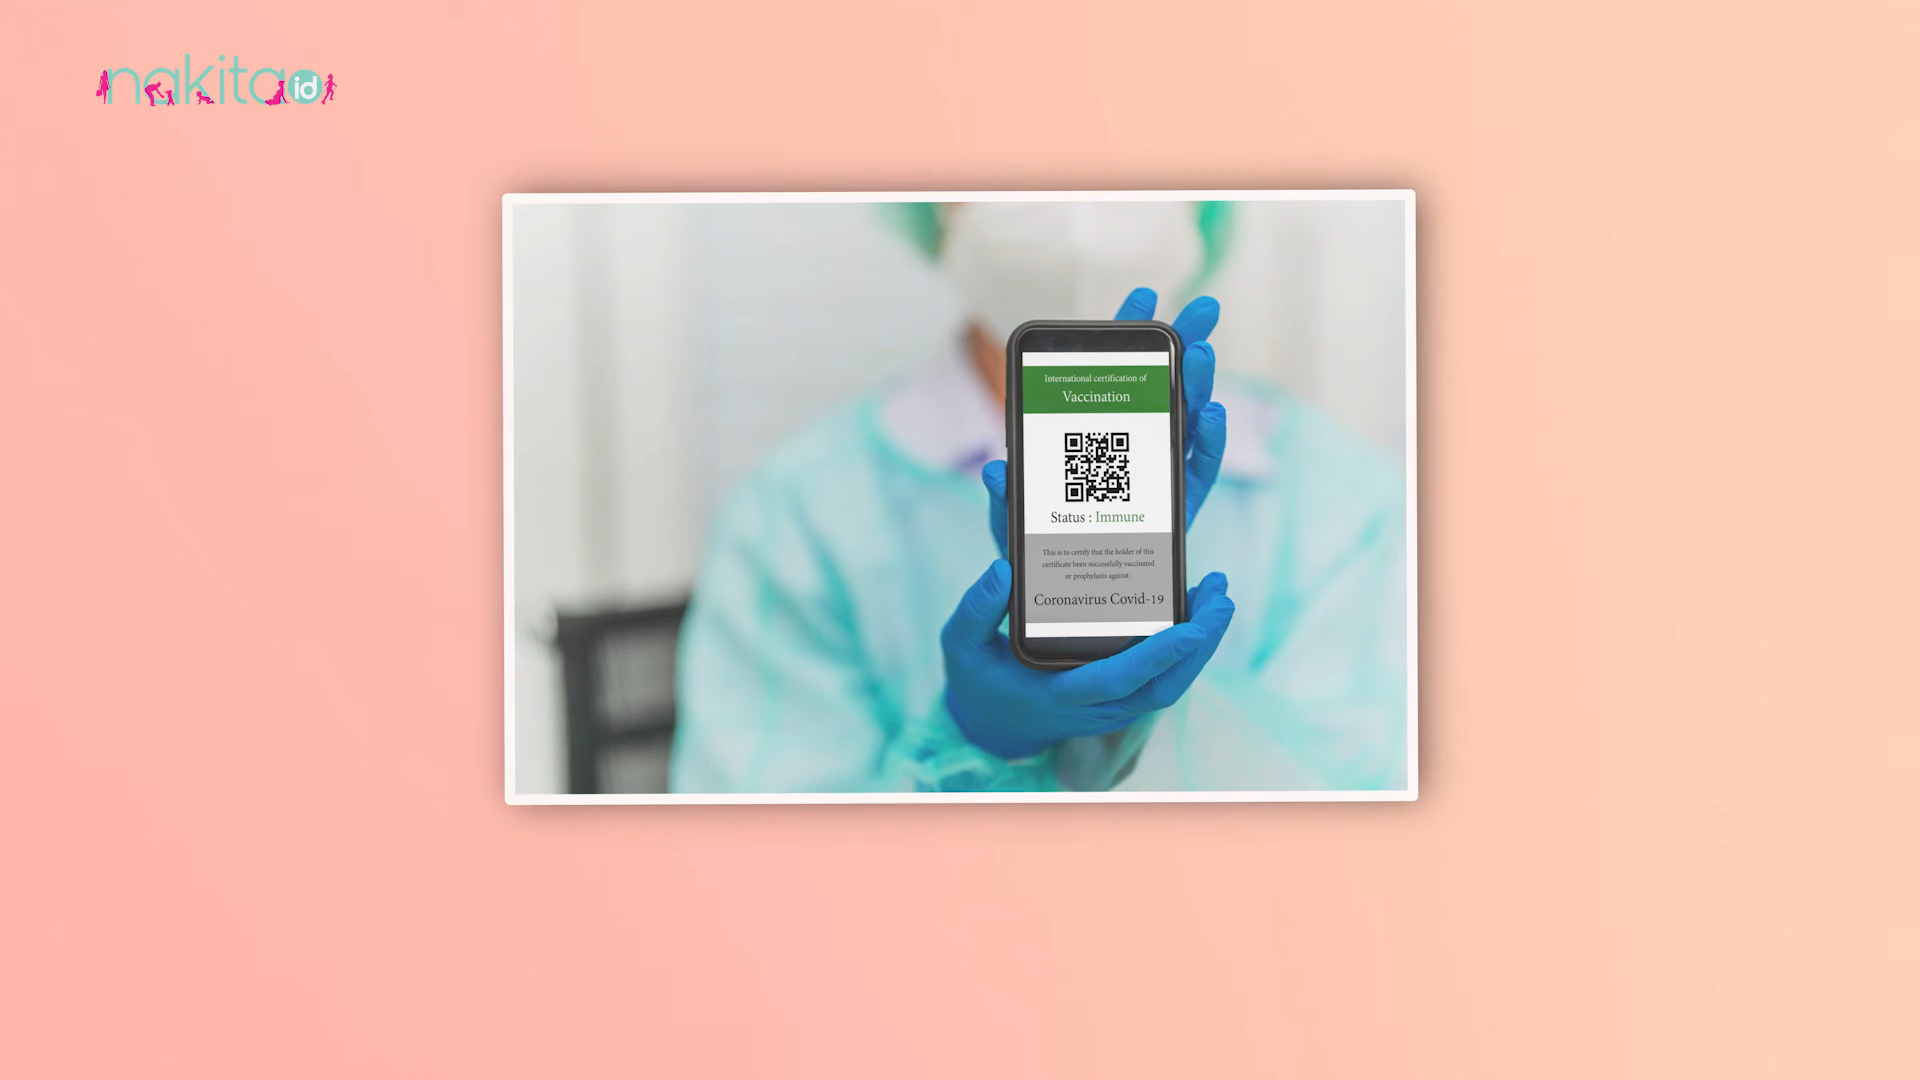 nakita id
International certification of
Vaccination
Status : Immune
This is to certify that the holder of this
certificate been successfully vaccinated
or prophylaxis against :
Coronavirus Covid-19